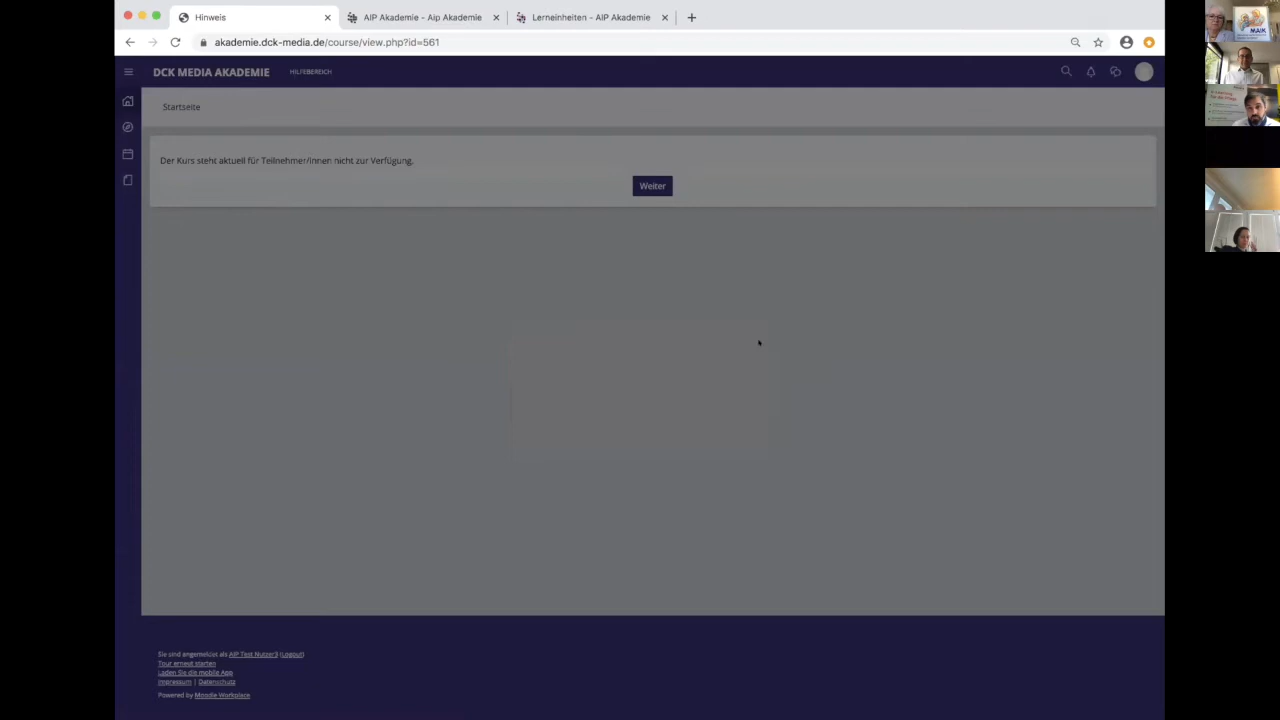 Hinweis
AIP Akademie - Aip Akademie
Lerneinheiten - AIP Akademie
akademie.dck-media.de/course/view.php?id=561
DCK MEDIA AKADEMIE
HILFEBEREICH
Startseite
Der Kurs steht aktuell für Teilnehmer/innen nicht zur Verfügung.
Weiter
Sie sind angemeldet als AIP Test Nutzer3 (Logout)
Tour erneut starten
Laden Sie die mobile App
Impressum | Datenschutz
Powered by Moodle Workplace
MAIK